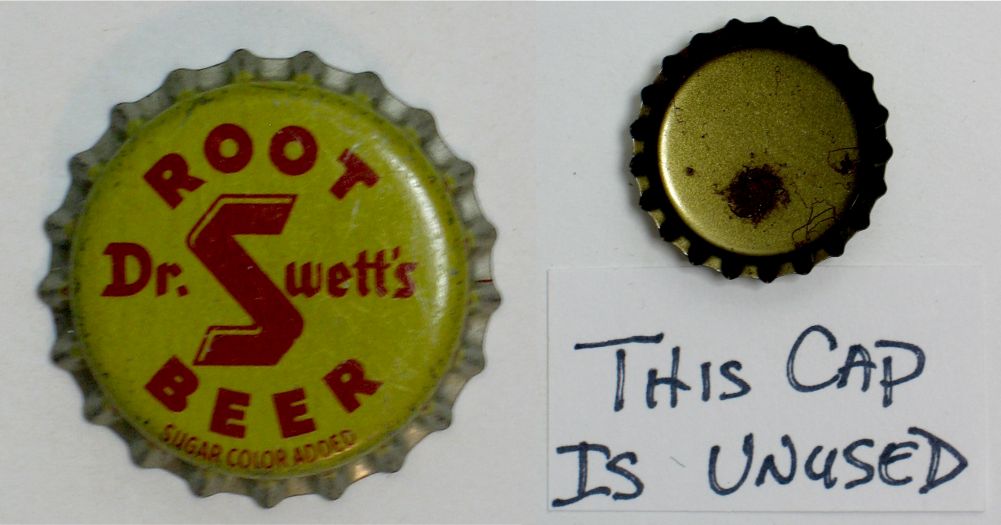 ROOT
Dr. Swett's
BEER
SUGAR COLOR ADDED
THIS CAP
IS UNUSED